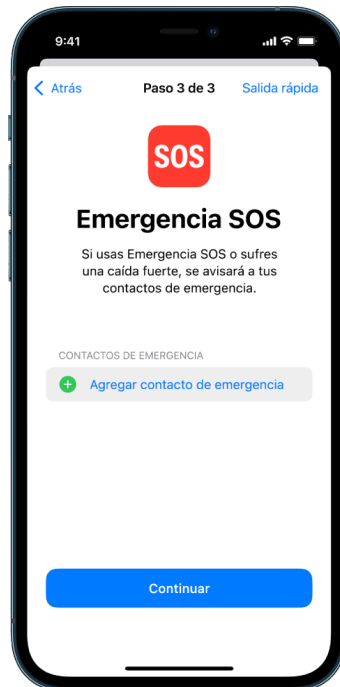 9:41
Atrás Paso 3 de 3 Salida rápida
SOS
Emergencia SOS
Si usas Emergencia SOS o sufres
una caída fuerte, se avisará a tus
contactos de emergencia.
CONTACTOS DE EMERGENCIA
Agregar contacto de emergencia
Continuar